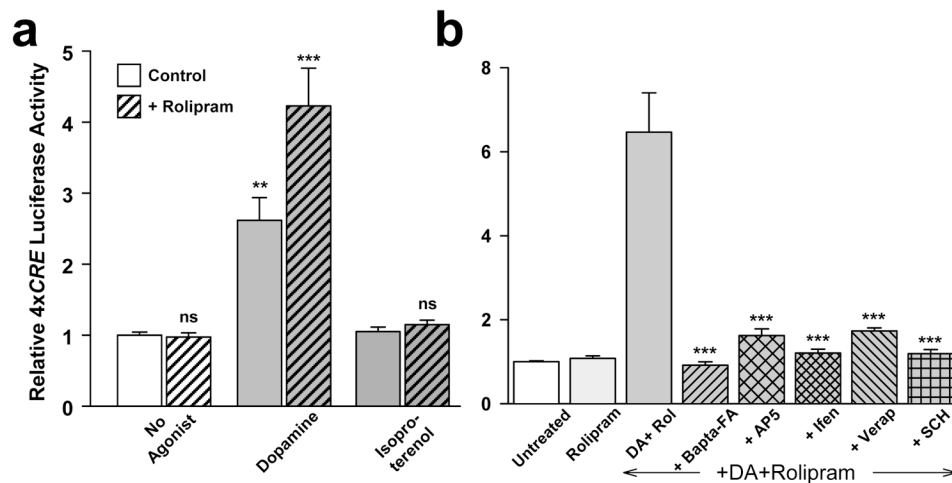 a
Relative 4xCRE Luciferase Activity
5
4
3
2
1
0
Control
+ Rolipram
**
***
ns
ns
No
Agonist
Dopamine
Isopro-
terenol
b
8
6
4
2
0
***
***
***
***
***
Untreated
Rolipram
DA+ Rol
+ Bapta-FA
+ AP5
+ Ifen
+ Verap
+ SCH
+DA+Rolipram